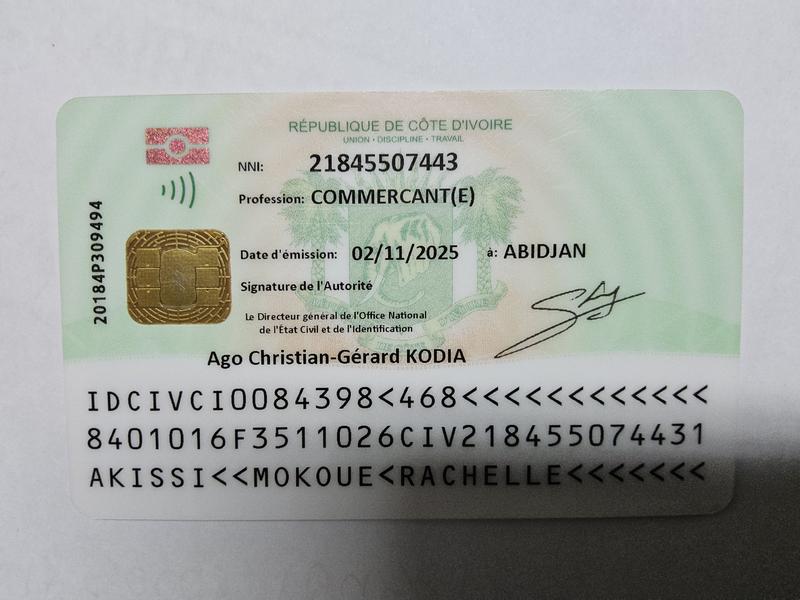 RÉPUBLIQUE DE CÔTE D'IVOIRE
UNION • DISCIPLINE • TRAVAIL
NNI: 21845507443
Profession: COMMERCANT(E)
20184P309494
Date d'émission: 02/11/2025 à: ABIDJAN
Signature de l'Autorité
Le Directeur général de l'Office National
de l'État Civil et de l'Identification
Ago Christian-Gérard KODIA
IDCIVCI0084398<468<<<<<<<<<<<<
8401016F3511026CIV218455074431
AKISSI<<MOKOUE<RACHELLE<<<<<<<